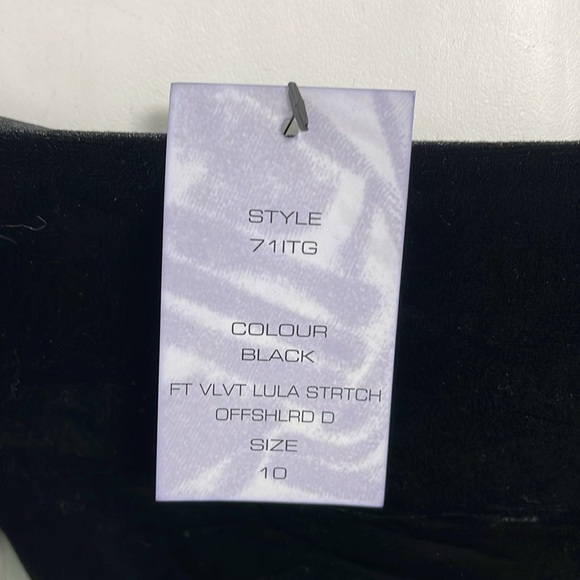 STYLE
71ITG
COLOUR
BLACK
FT VLVT LULA STRTCH
OFFSHLRD D
SIZE
10